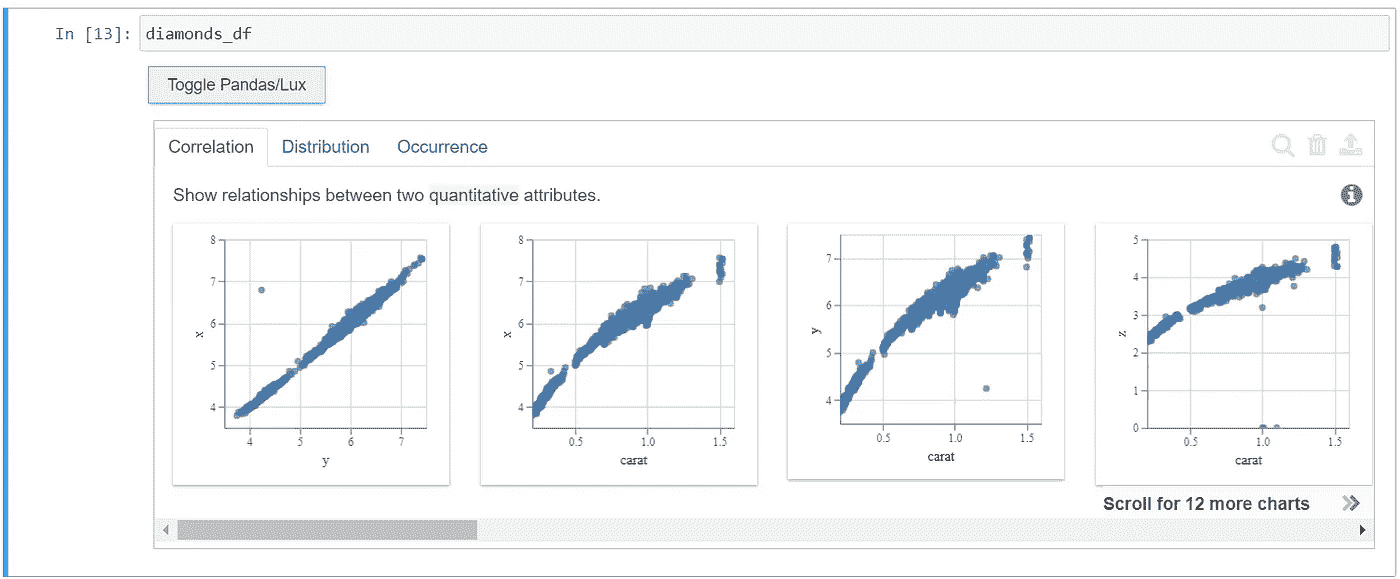 In [13]: diamonds_df
Toggle Pandas/Lux
Correlation Distribution Occurrence
Show relationships between two quantitative attributes.
8
7
6
5
4
x
4 5 6 7
y
8
7
6
5
4
x
0.5 1.0 1.5
carat
7
6
5
4
y
0.5 1.0 1.5
carat
5
4
3
2
1
0
z
0.5 1.0 1.5
carat
Scroll for 12 more charts